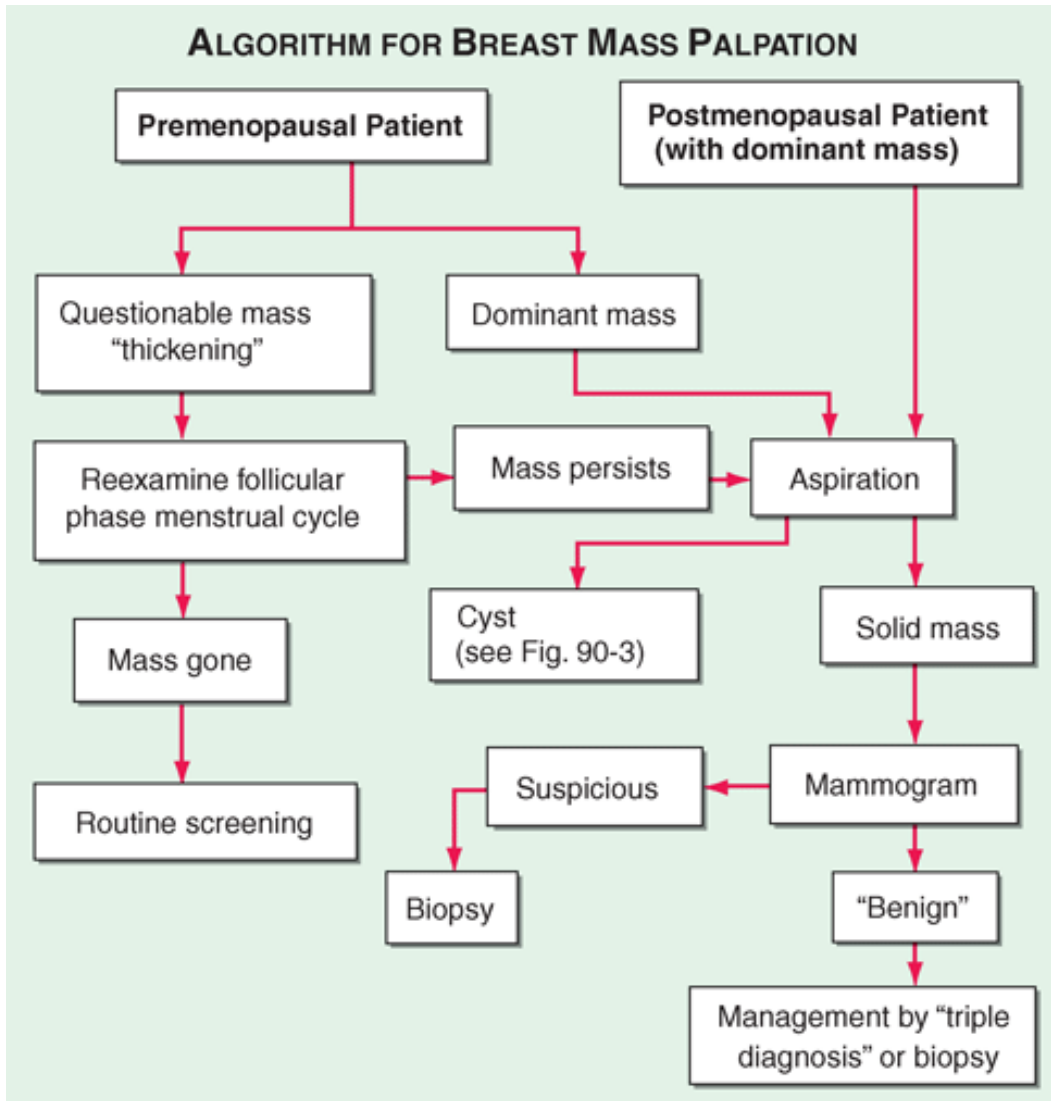 ALGORITHM FOR BREAST MASS PALPATION
Premenopausal Patient
Postmenopausal Patient
(with dominant mass)
Questionable mass
“thickening”
Dominant mass
Reexamine follicular
phase menstrual cycle
Mass persists
Aspiration
Cyst
(see Fig. 90-3)
Solid mass
Mass gone
Suspicious
Mammogram
Routine screening
Biopsy
“Benign”
Management by “triple
diagnosis” or biopsy